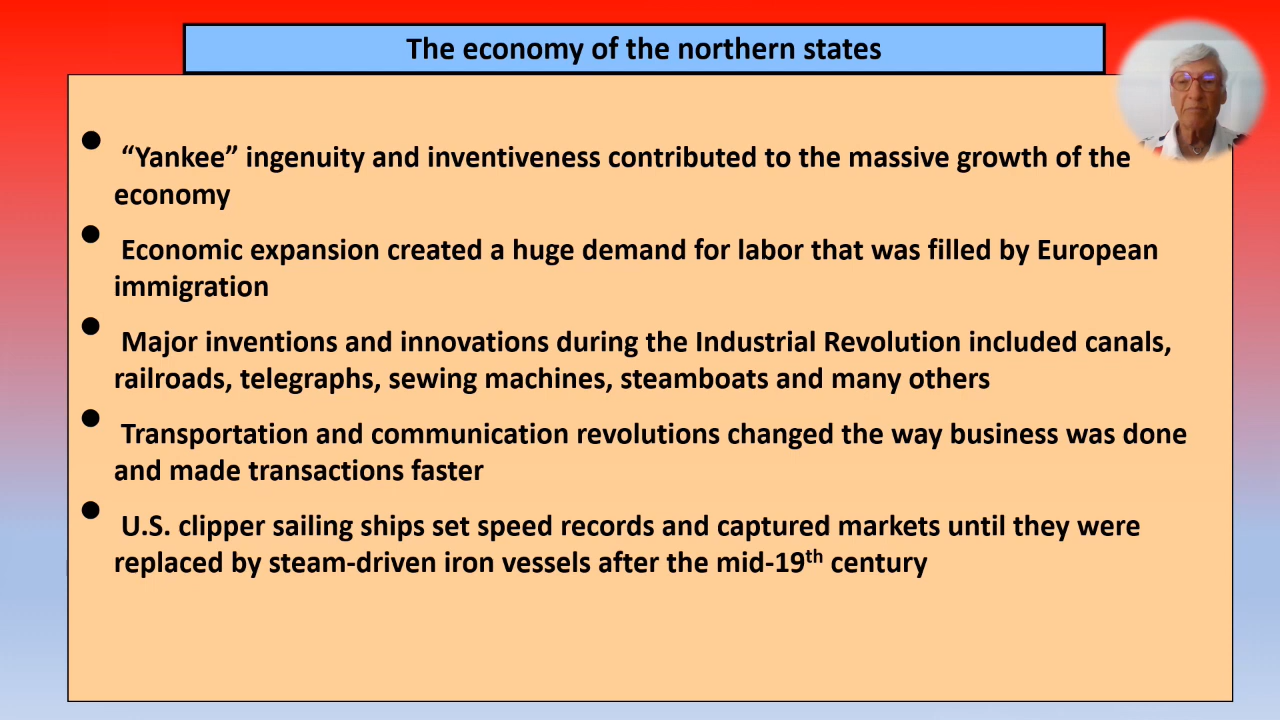 The economy of the northern states
• “Yankee” ingenuity and inventiveness contributed to the massive growth of the
economy
• Economic expansion created a huge demand for labor that was filled by European
immigration
• Major inventions and innovations during the Industrial Revolution included canals,
railroads, telegraphs, sewing machines, steamboats and many others
• Transportation and communication revolutions changed the way business was done
and made transactions faster
• U.S. clipper sailing ships set speed records and captured markets until they were
replaced by steam-driven iron vessels after the mid-19th century